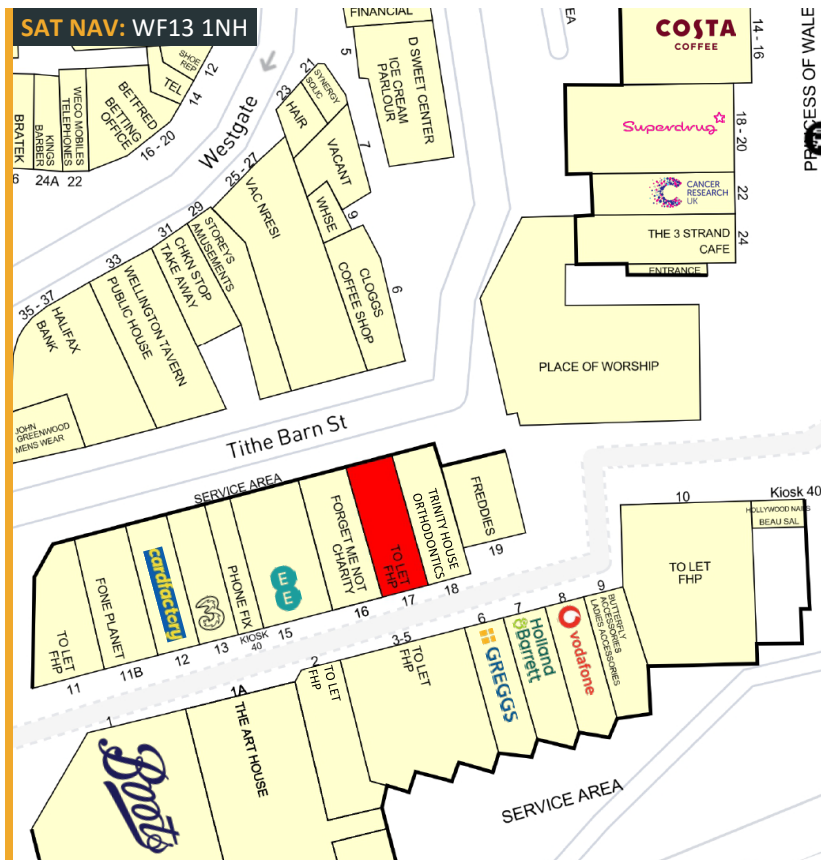 SAT NAV: WF13 1NH
FINANCIAL
EA
COSTA
COFFEE
14 - 16
5
D SWEET CENTER
ICE CREAM
PARLOUR
SHOE
REP
12
TEL
14
BETFRED
BETTING
OFFICE
16 - 20
WECO MOBILES
TELEPHONES
22
KINGS
BARBER
24A
BRATEK
6
Westgate
21
SYNERGY
SOLIC
23
HAIR
VACANT
7
Superdrug
18 - 20
CANCER
RESEARCH
UK
22
THE 3 STRAND
CAFE
24
ENTRANCE
25 - 27
VAC NRESI
WHSE
9
CLOGGS
COFFEE SHOP
6
29
STOREYS
AMUSEMENTS
31
CHKN STOP
TAKE AWAY
33
WELLINGTON TAVERN
PUBLIC HOUSE
35 - 37
HALIFAX
BANK
JOHN
GREENWOOD
MENS WEAR
PLACE OF WORSHIP
Tithe Barn St
SERVICE AREA
TO LET
FHP
11
FONE PLANET
11B
cardfactory
12
3
13
PHONE FIX
KIOSK
40
EE
15
FORGET ME NOT
CHARITY
16
TO LET
FHP
17
TRINITY HOUSE
ORTHODONTICS
18
FREDDIES
19
10
TO LET
FHP
Kiosk 40
HOLLYWOOD NAILS
BEAU SAL
1
Boots
1A
THE ART HOUSE
2
TO LET
FHP
3-5
TO LET
FHP
6
GREGGS
7
Holland
&Barrett
8
vodafone
9
BUTTERFLY
ACCESSORIES
LADIES ACCESSORIES
SERVICE AREA